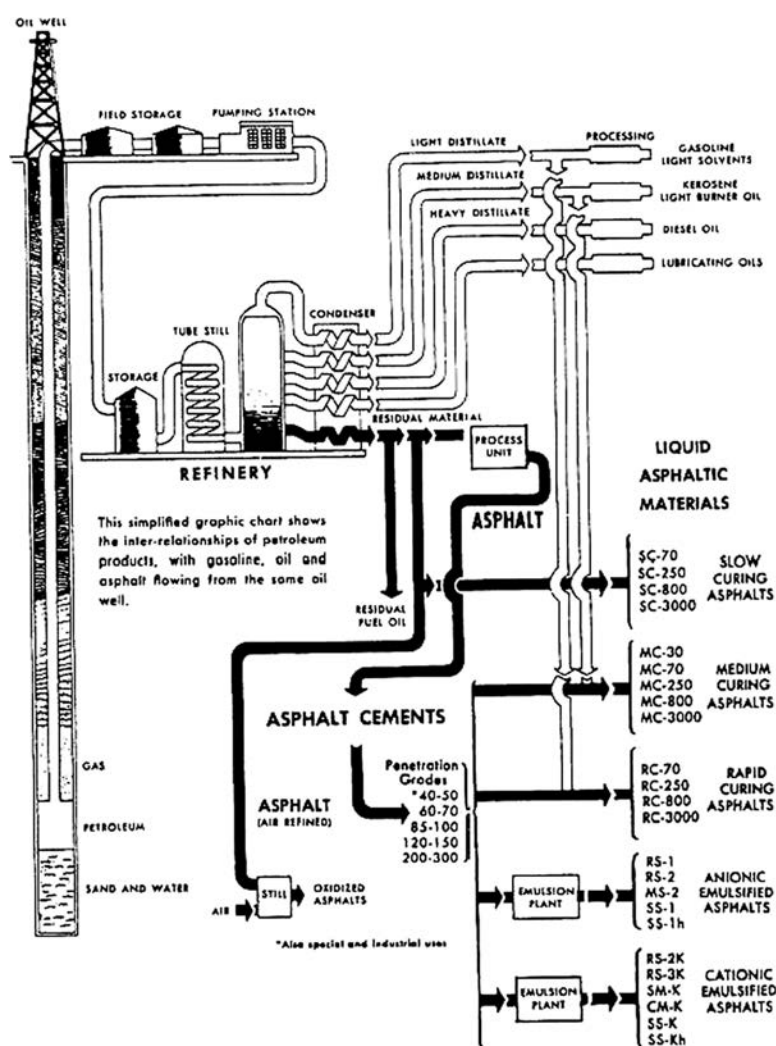 OIL WELL
FIELD STORAGE
PUMPING STATION
LIGHT DISTILLATE
PROCESSING
GASOLINE
LIGHT SOLVENTS
MEDIUM DISTILLATE
KEROSENE
LIGHT BURNER OIL
HEAVY DISTILLATE
DIESEL OIL
LUBRICATING OILS
CONDENSER
TUBE STILL
STORAGE
RESIDUAL MATERIAL
REFINERY
PROCESS
UNIT
ASPHALT
LIQUID
ASPHALTIC
MATERIALS
This simplified graphic chart shows
the inter-relationships of petroleum
products, with gasoline, oil and
asphalt flowing from the same oil
well.
RESIDUAL
FUEL OIL
SC-70
SC-250
SC-800
SC-3000
SLOW
CURING
ASPHALTS
MC-30
MC-70
MC-250
MC-800
MC-3000
MEDIUM
CURING
ASPHALTS
ASPHALT CEMENTS
Penetration
Grades
*40-50
60-70
85-100
120-150
200-300
RC-70
RC-250
RC-800
RC-3000
RAPID
CURING
ASPHALTS
GAS
PETROLEUM
SAND AND WATER
ASPHALT
(AIR REFINED)
AIR
STILL
OXIDIZED
ASPHALTS
*Also special and industrial uses
EMULSION
PLANT
RS-1
RS-2
MS-2
SS-1
SS-1h
ANIONIC
EMULSIFIED
ASPHALTS
EMULSION
PLANT
RS-2K
RS-3K
SM-K
CM-K
SS-K
SS-Kh
CATIONIC
EMULSIFIED
ASPHALTS